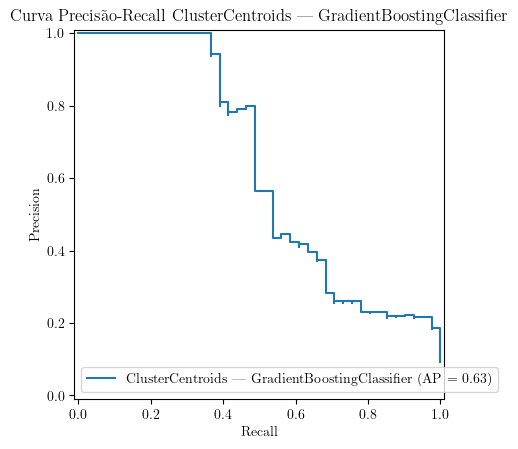 Curva Precisão-Recall ClusterCentroids — GradientBoostingClassifier
1.0
0.8
0.6
0.4
0.2
0.0
Precision
ClusterCentroids — GradientBoostingClassifier (AP = 0.63)
0.0 0.2 0.4 0.6 0.8 1.0
Recall